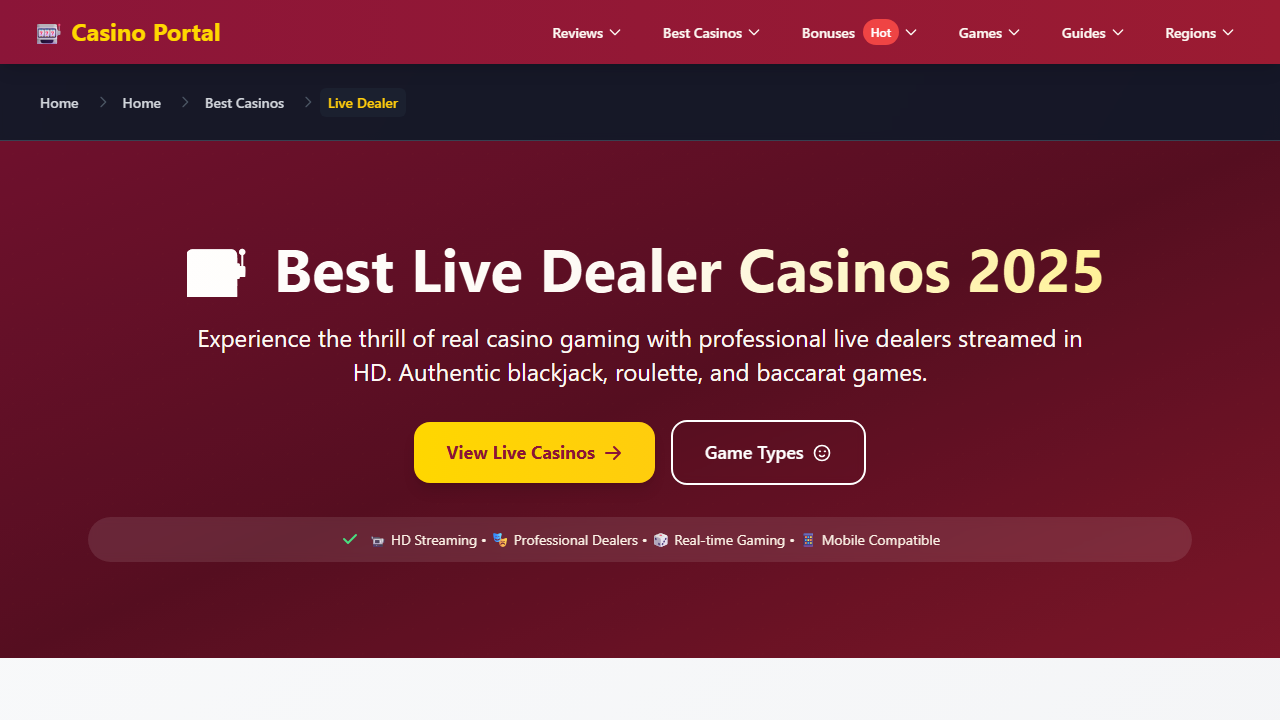 Casino Portal
Reviews
Best Casinos
Bonuses Hot
Games
Guides
Regions
Home
Home
Best Casinos
Live Dealer
Best Live Dealer Casinos 2025
Experience the thrill of real casino gaming with professional live dealers streamed in
HD. Authentic blackjack, roulette, and baccarat games.
View Live Casinos
Game Types
HD Streaming • Professional Dealers • Real-time Gaming • Mobile Compatible